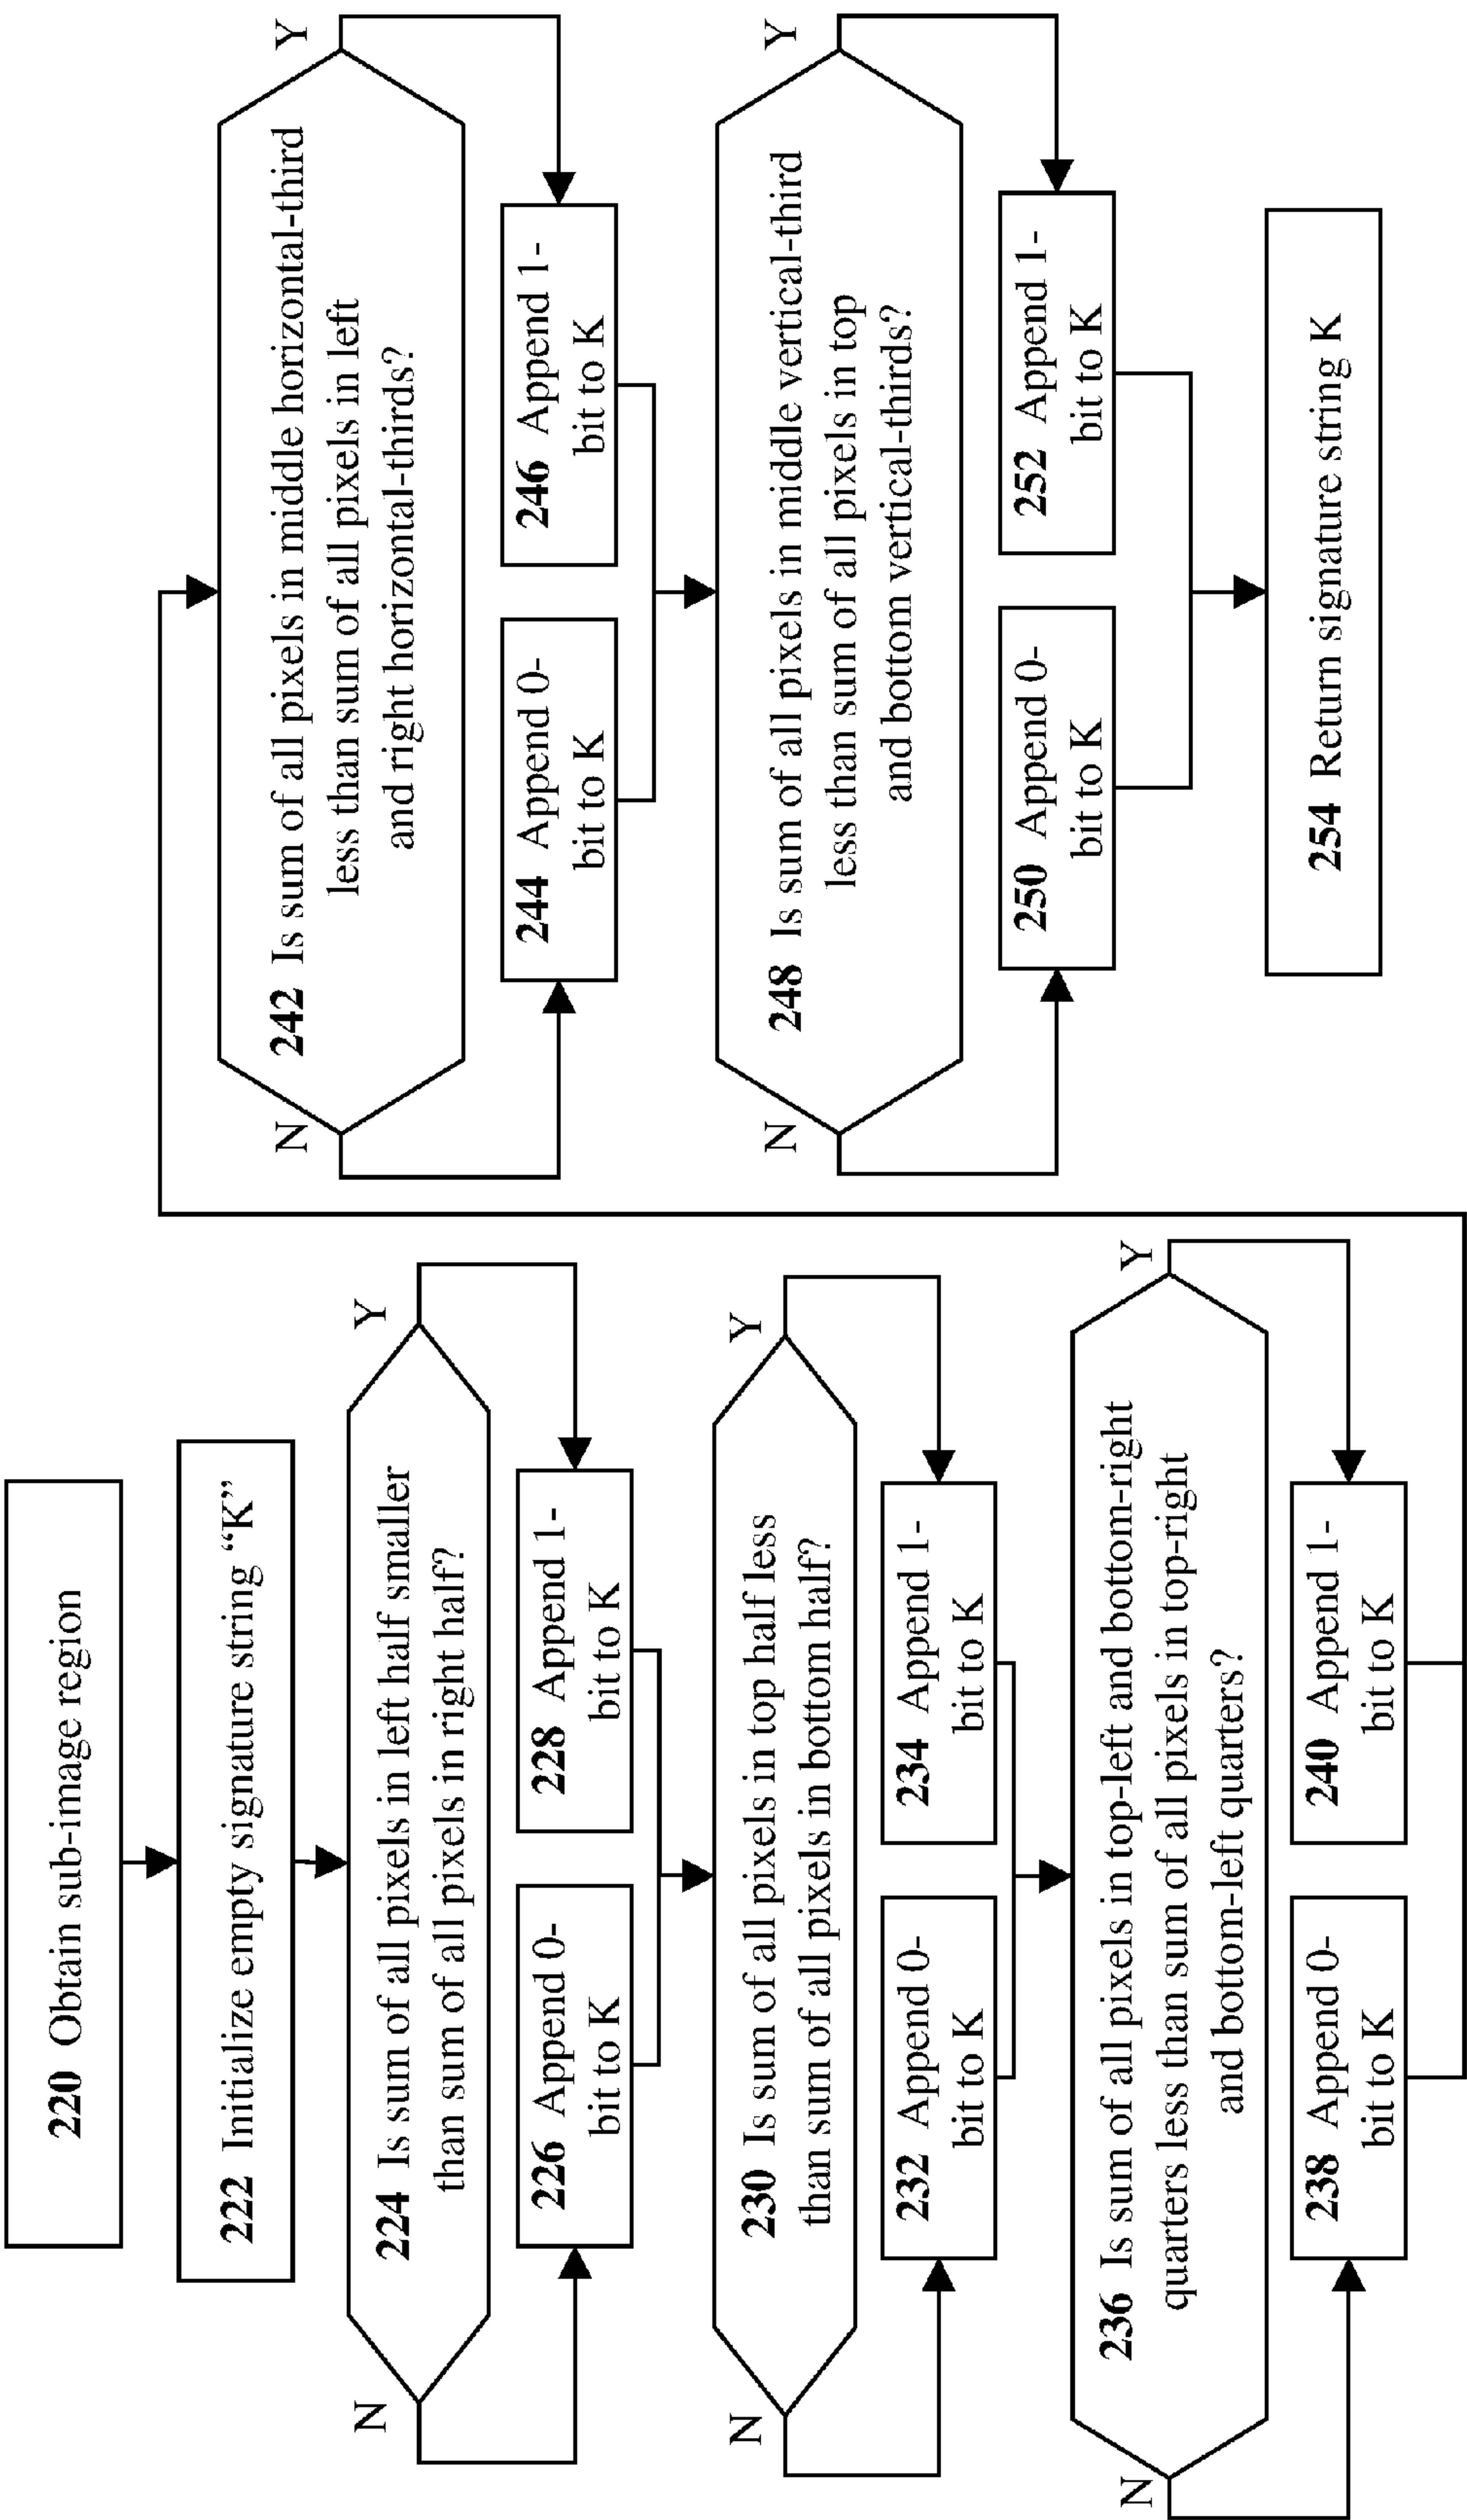 220 Obtain sub-image region
222 Initialize empty signature string “K”
224 Is sum of all pixels in left half smaller
than sum of all pixels in right half?
N
Y
226 Append 0-
bit to K
228 Append 1-
bit to K
230 Is sum of all pixels in top half less
than sum of all pixels in bottom half?
N
Y
232 Append 0-
bit to K
234 Append 1-
bit to K
236 Is sum of all pixels in top-left and bottom-right
quarters less than sum of all pixels in top-right
and bottom-left quarters?
N
Y
238 Append 0-
bit to K
240 Append 1-
bit to K
242 Is sum of all pixels in middle horizontal-third
less than sum of all pixels in left
and right horizontal-thirds?
N
Y
244 Append 0-
bit to K
246 Append 1-
bit to K
248 Is sum of all pixels in middle vertical-third
less than sum of all pixels in top
and bottom vertical-thirds?
N
Y
250 Append 0-
bit to K
252 Append 1-
bit to K
254 Return signature string K